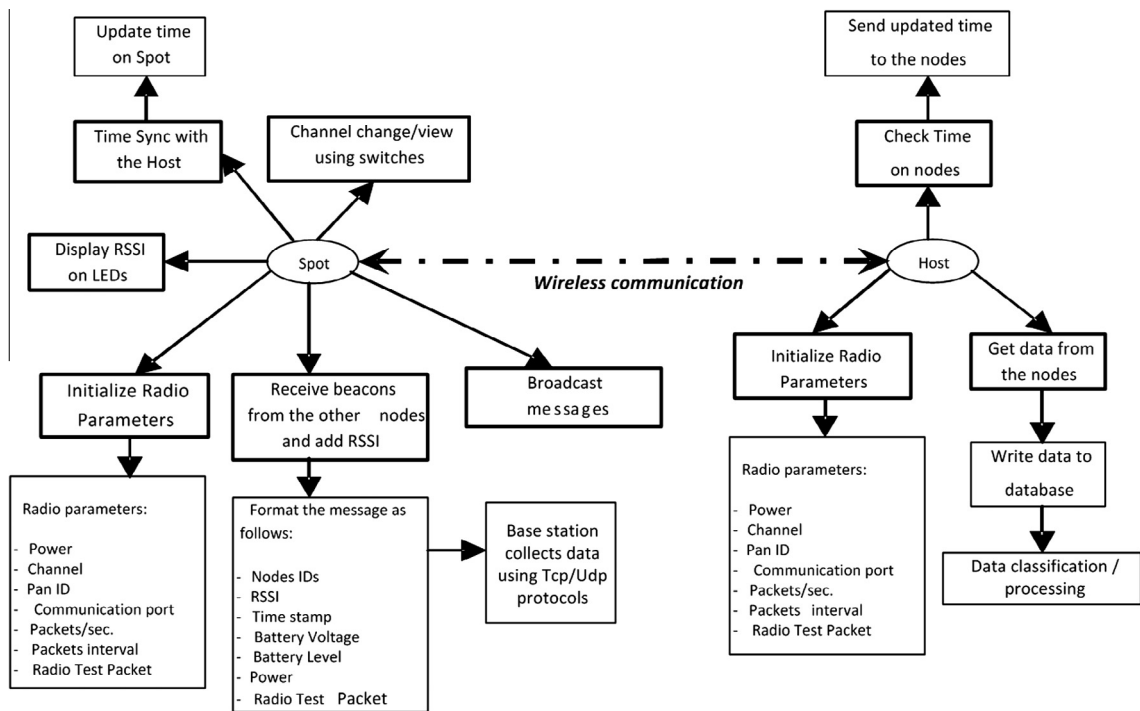 Update time
on Spot
Send updated time
to the nodes
Time Sync with
the Host
Channel change/view
using switches
Check Time
on nodes
Display RSSI
on LEDs
Spot
Wireless communication
Host
Initialize Radio
Parameters
Receive beacons
from the other nodes
and add RSSI
Broadcast
messages
Initialize Radio
Parameters
Get data from
the nodes
Radio parameters:
- Power
- Channel
- Pan ID
- Communication port
- Packets/sec.
- Packets interval
- Radio Test Packet
Format the message as
follows:
- Nodes IDs
- RSSI
- Time stamp
- Battery Voltage
- Battery Level
- Power
- Radio Test Packet
Base station
collects data
using Tcp/Udp
protocols
Radio parameters:
- Power
- Channel
- Pan ID
- Communication port
- Packets/sec.
- Packets interval
- Radio Test Packet
Write data to
database
Data classification /
processing